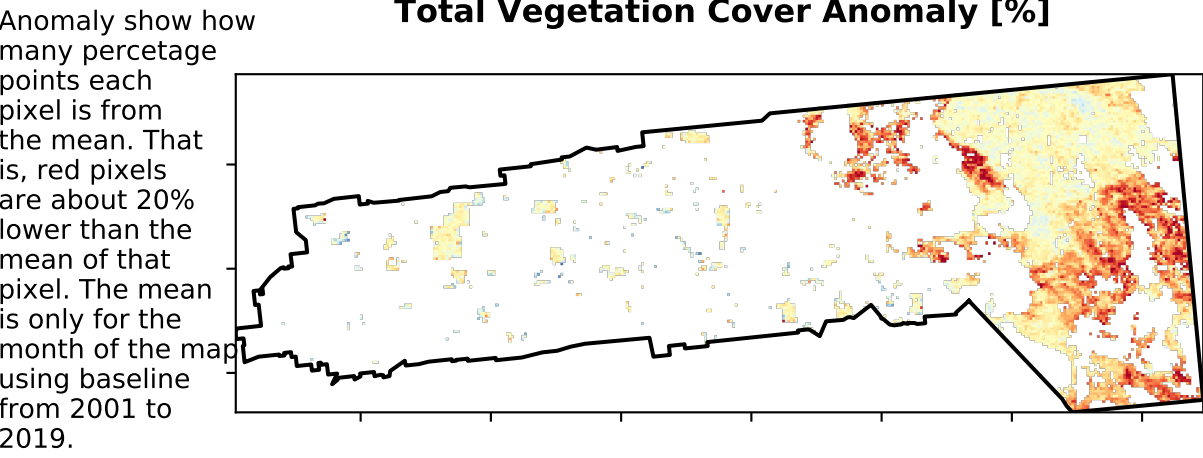 Total Vegetation Cover Anomaly [%]
Anomaly show how
many percetage
points each
pixel is from
the mean. That
is, red pixels
are about 20%
lower than the
mean of that
pixel. The mean
is only for the
month of the map
using baseline
from 2001 to
2019.